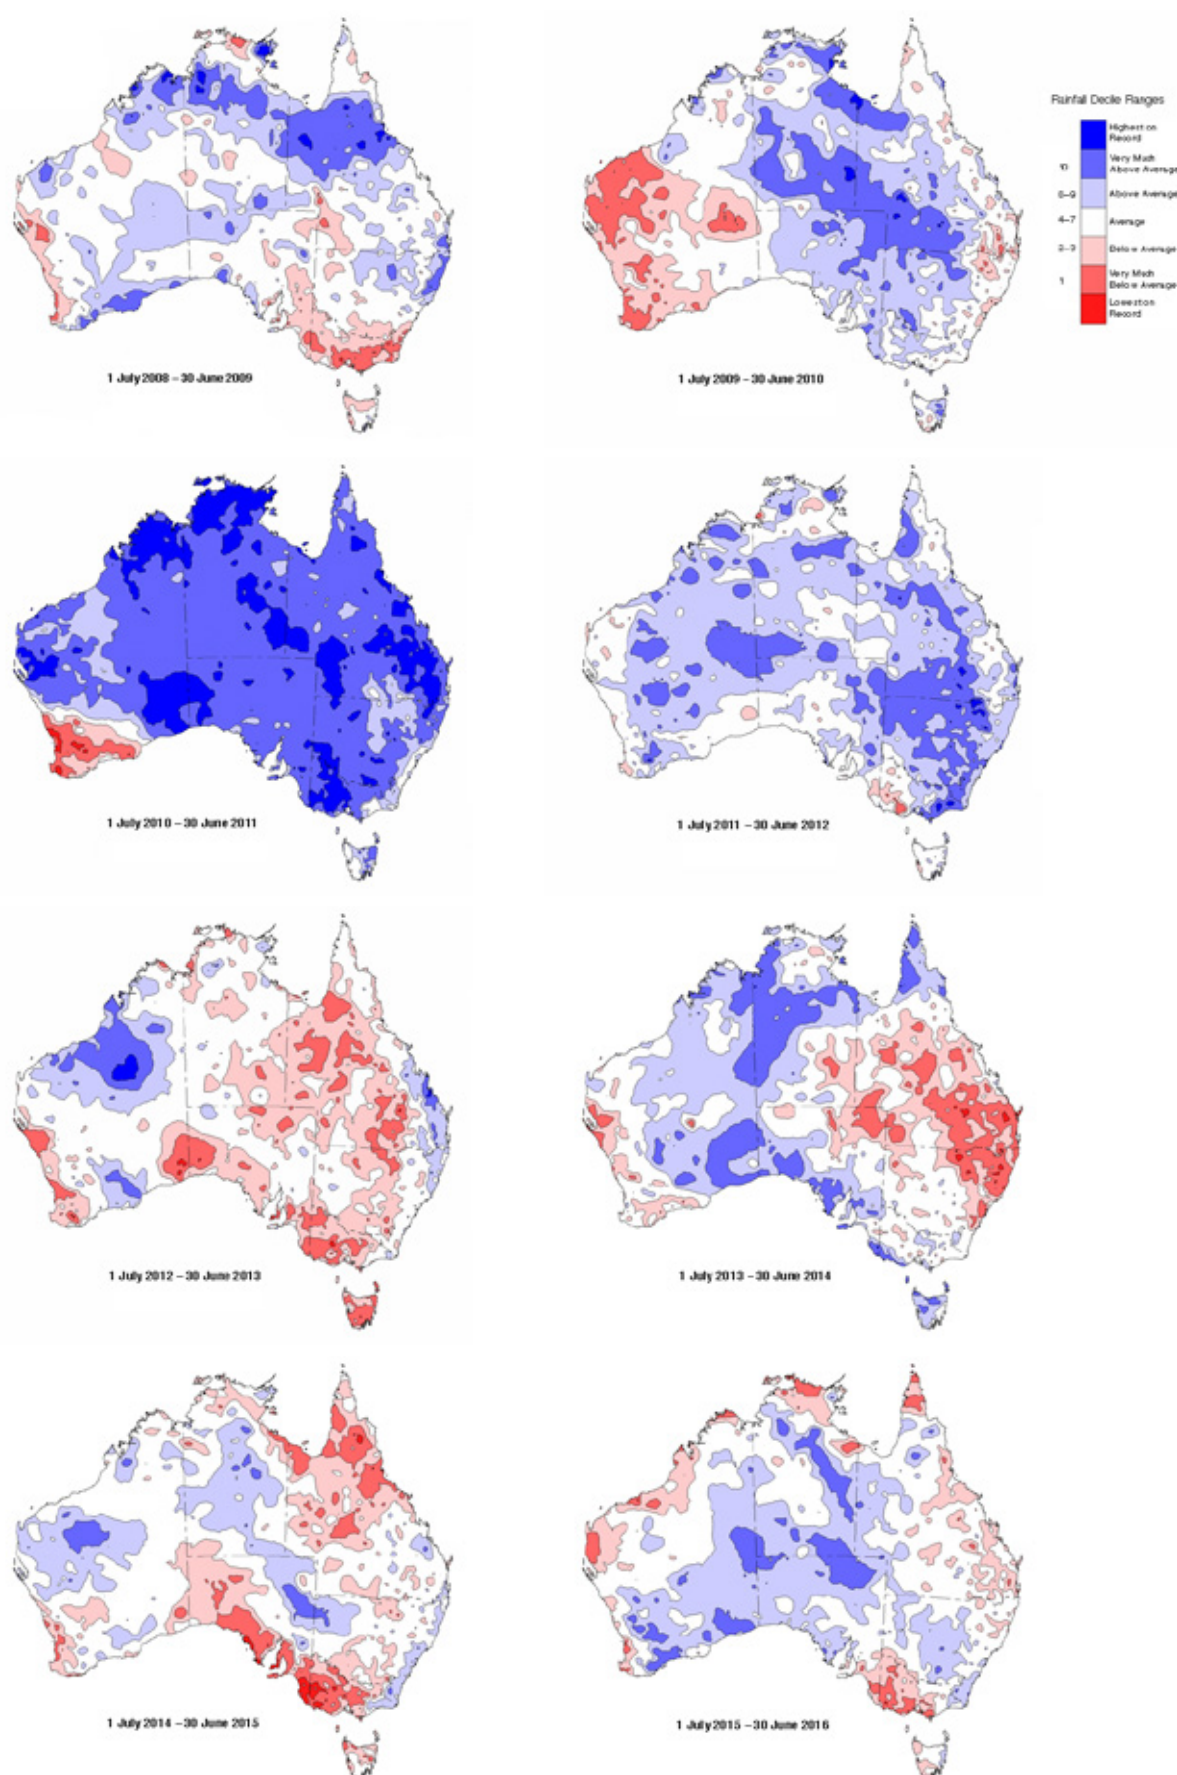 Rainfall Decile Ranges
Highest on
Record
10
Very Much
Above Average
8–9
Above Average
4–7
Average
2–3
Below Average
1
Very Much
Below Average
Lowest on
Record
1 July 2008 – 30 June 2009
1 July 2009 – 30 June 2010
1 July 2010 – 30 June 2011
1 July 2011 – 30 June 2012
1 July 2012 – 30 June 2013
1 July 2013 – 30 June 2014
1 July 2014 – 30 June 2015
1 July 2015 – 30 June 2016